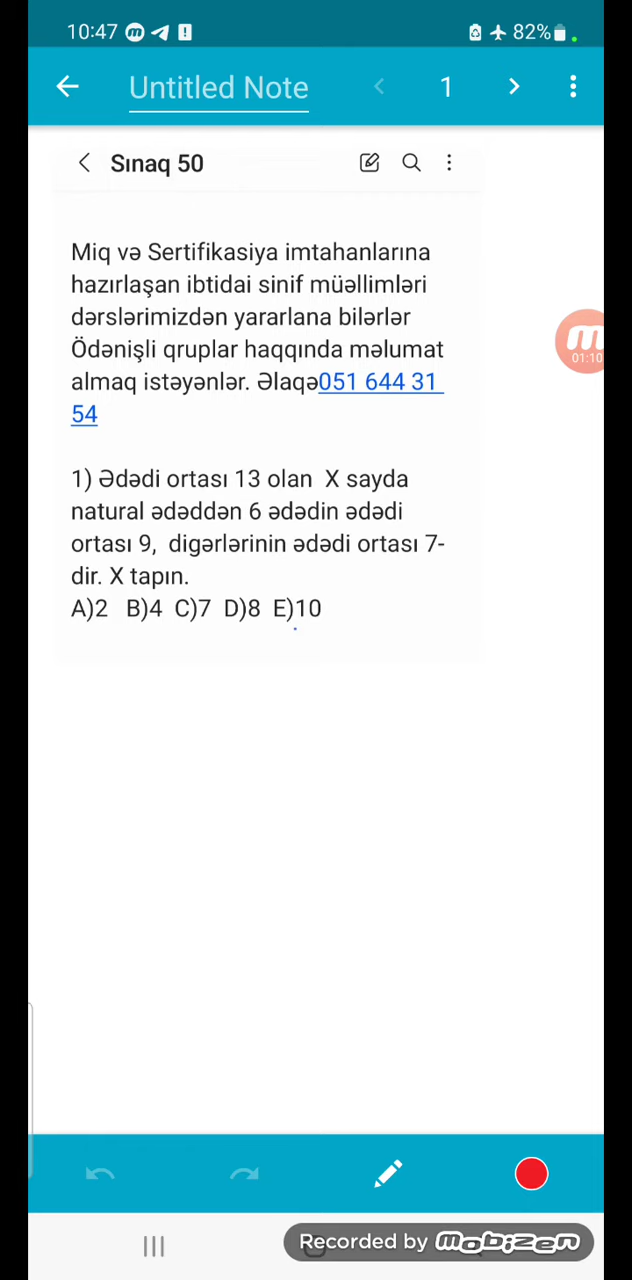 10:47 82%
Untitled Note 1
Sınaq 50
Miq və Sertifikasiya imtahanlarına
hazırlaşan ibtidai sinif müəllimləri
dərslərimizdən yararlana bilərlər
Ödənişli qruplar haqqında məlumat
almaq istəyənlər. Əlaqə051 644 31
54
01:10
1) Ədədi ortası 13 olan X sayda
natural ədəddən 6 ədədin ədədi
ortası 9, digərlərinin ədədi ortası 7-
dir. X tapın.
A)2 B)4 C)7 D)8 E)10
Recorded by mobizen